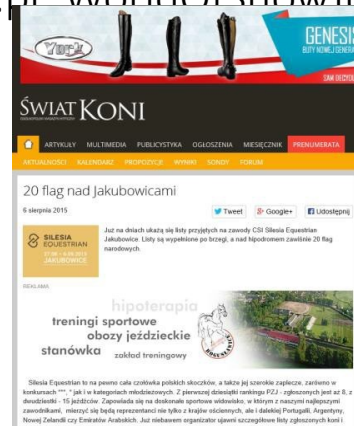 York
GENESIS
BUTY NOWEJ GENER
ŚWIAT KONI
ARTYKUŁY MULTIMEDIA PUBLICYSTYKA OGŁOSZENIA MIESIĘCZNIK PRENUMERATA
AKTUALNOŚCI KALENDARZ PROPOZYCJE WYNIKI SONDY FORUM
20 flag nad Jakubowicami
6 sierpnia 2015
Tweet Google+ Udostępnij
SILESIA
EQUESTRIAN
JAKUBOWICE
Już na dniach ukażą się listy przyjętych na zawody CSI Silesia Equestrian
Jakubowice. Listy są wypełnione po brzegi, a nad hipodromem zawiśnie 20 flag
narodowych.
REKLAMA
hipoterapia
treningi sportowe
obozy jeździeckie
stanówka zakład treningowy
Silesia Equestrian to na pewno cała czołówka polskich skoczków, a także jej szerokie zaplecze, zarówno w
konkursach ***, * jak i w kategoriach młodzieżowych. Z pierwszej dziesiątki rankingu PZJ - zgłoszonych jest aż 8, z
dwudziestki - 15 jeźdźców. Zapowiada się na doskonałe sportowe widowisko, w którym z naszymi najlepszymi
zawodnikami, mierzyć się będą reprezentanci nie tylko z krajów ościennych, ale i dalekiej Portugalii, Argentyny,
Nowej Zelandii czy Emiratów Arabskich. Już niebawem organizator ujawni szczegółowe listy zgłoszonych koni i